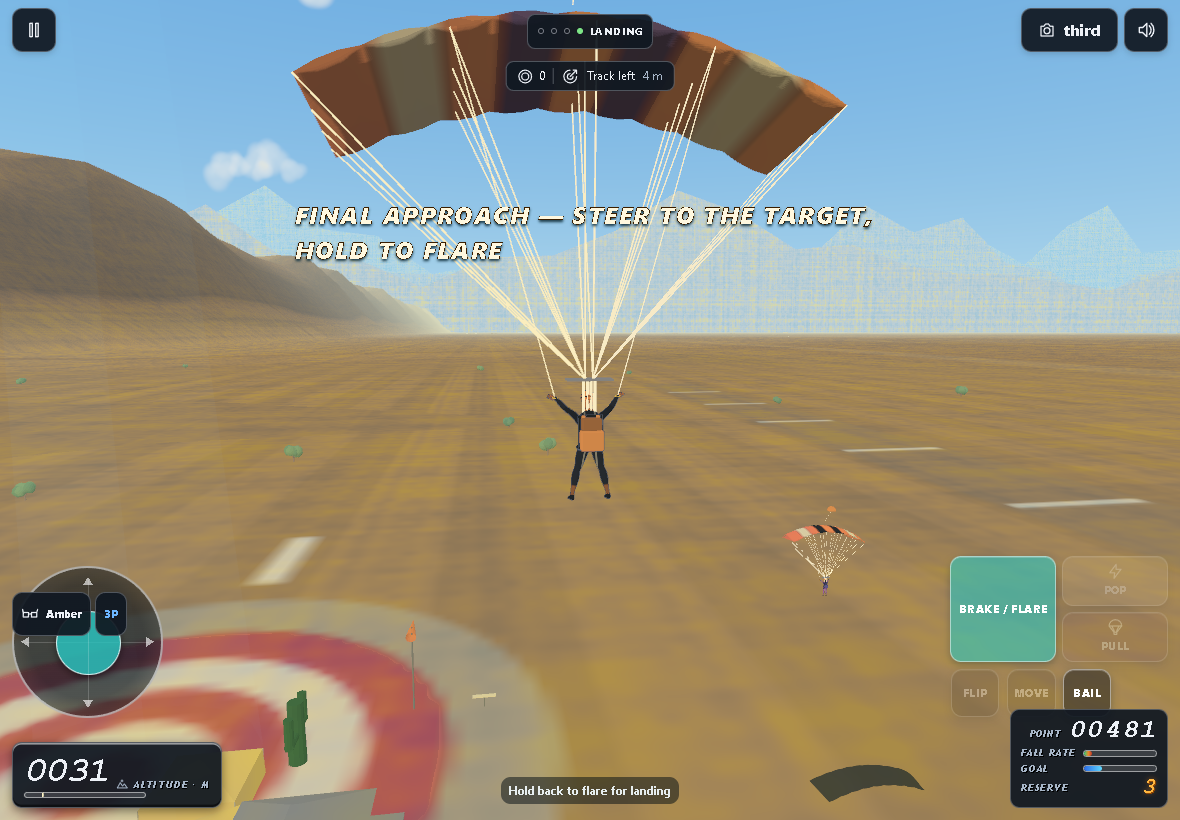 LANDING
third
0 Track left 4 m
FINAL APPROACH — STEER TO THE TARGET,
HOLD TO FLARE
Amber 3P
BRAKE / FLARE
POP
PULL
FLIP MOVE BAIL
0031 ALTITUDE · M
Hold back to flare for landing
POINT 00481
FALL RATE
GOAL
RESERVE 3